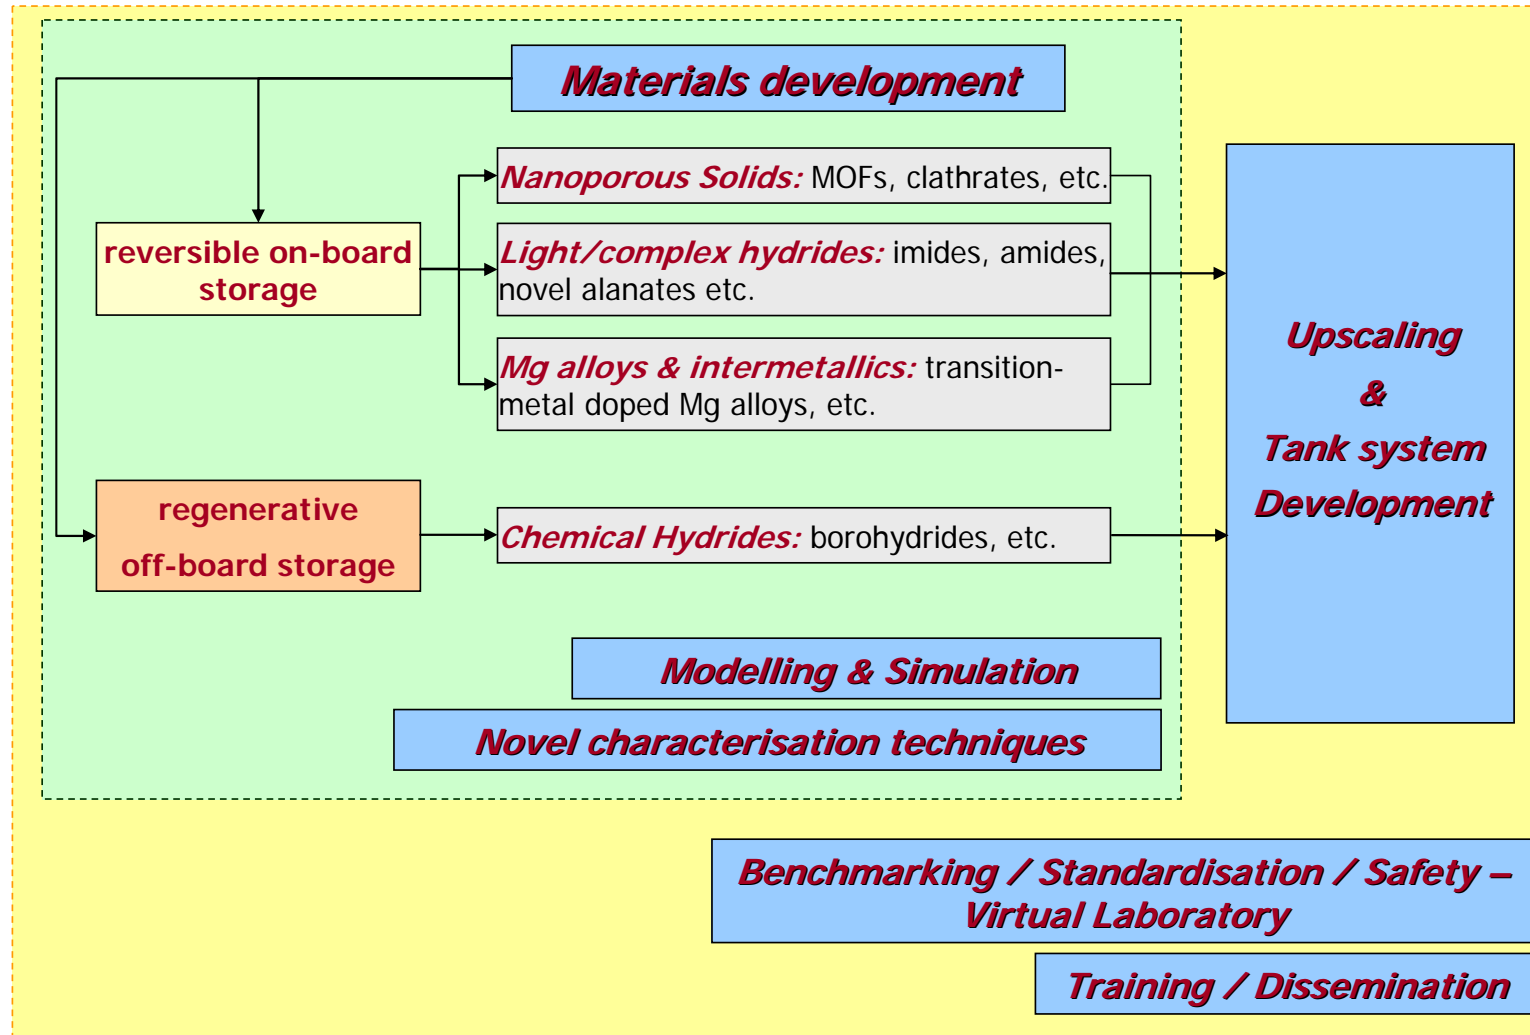 Materials development
Nanoporous Solids: MOFs, clathrates, etc.
reversible on-board
storage
Light/complex hydrides: imides, amides,
novel alanates etc.
Mg alloys & intermetallics: transition-
metal doped Mg alloys, etc.
regenerative
off-board storage
Chemical Hydrides: borohydrides, etc.
Upscaling
&
Tank system
Development
Modelling & Simulation
Novel characterisation techniques
Benchmarking / Standardisation / Safety –
Virtual Laboratory
Training / Dissemination